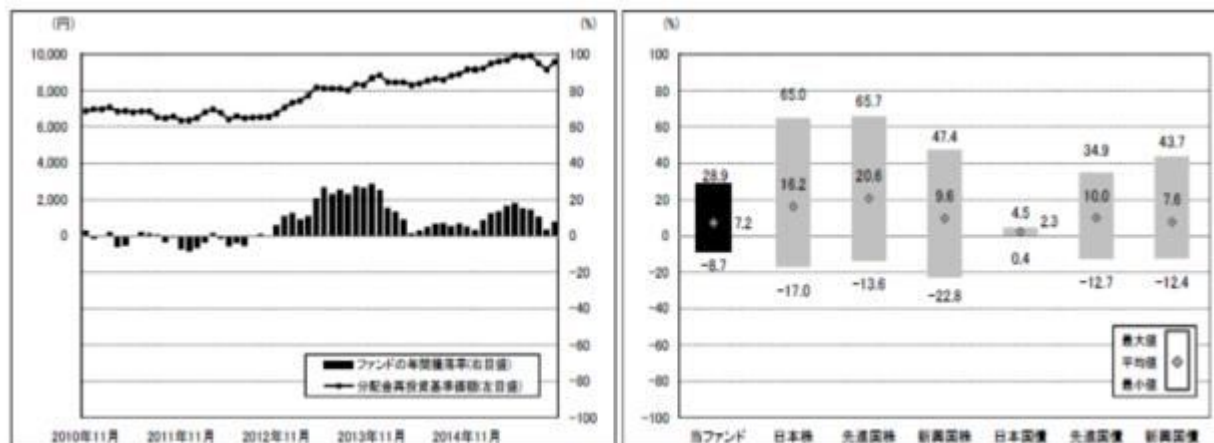 (円)
(%)
10,000
8,000
6,000
4,000
2,000
0
100
80
60
40
20
0
-20
-40
-60
-80
-100
ファンドの年間騰落率(右目盛)
分配金再投資基準価額(左目盛)
2010年11月
2011年11月
2012年11月
2013年11月
2014年11月
(%)
100
80
60
40
20
0
-20
-40
-60
-80
-100
28.9
7.2
-8.7
65.0
16.2
-17.0
65.7
20.6
-13.6
47.4
9.6
-22.8
4.5
2.3
0.4
34.9
10.0
-12.7
43.7
7.6
-12.4
最大値
平均値
最小値
当ファンド
日本株
先進国株
新興国株
日本国債
先進国債
新興国債